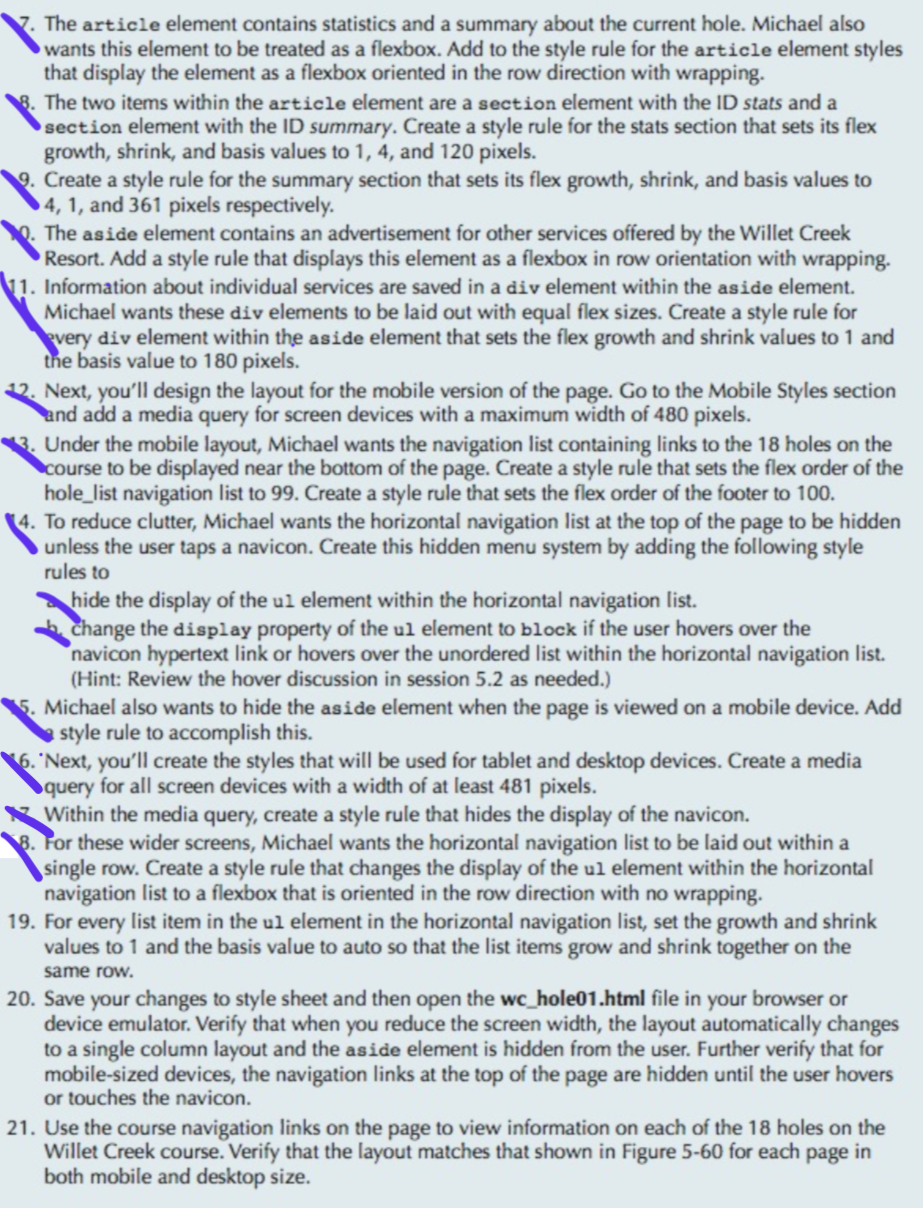 7. The article element contains statistics and a summary about the current hole. Michael also
wants this element to be treated as a flexbox. Add to the style rule for the article element styles
that display the element as a flexbox oriented in the row direction with wrapping.
8. The two items within the article element are a section element with the ID stats and a
section element with the ID summary. Create a style rule for the stats section that sets its flex
growth, shrink, and basis values to 1, 4, and 120 pixels.
9. Create a style rule for the summary section that sets its flex growth, shrink, and basis values to
4, 1, and 361 pixels respectively.
10. The aside element contains an advertisement for other services offered by the Willet Creek
Resort. Add a style rule that displays this element as a flexbox in row orientation with wrapping.
11. Information about individual services are saved in a div element within the aside element.
Michael wants these div elements to be laid out with equal flex sizes. Create a style rule for
every div element within the aside element that sets the flex growth and shrink values to 1 and
the basis value to 180 pixels.
12. Next, you'll design the layout for the mobile version of the page. Go to the Mobile Styles section
and add a media query for screen devices with a maximum width of 480 pixels.
13. Under the mobile layout, Michael wants the navigation list containing links to the 18 holes on the
course to be displayed near the bottom of the page. Create a style rule that sets the flex order of the
hole_list navigation list to 99. Create a style rule that sets the flex order of the footer to 100.
14. To reduce clutter, Michael wants the horizontal navigation list at the top of the page to be hidden
unless the user taps a navicon. Create this hidden menu system by adding the following style
rules to
a. hide the display of the ul element within the horizontal navigation list.
b. change the display property of the ul element to block if the user hovers over the
navicon hypertext link or hovers over the unordered list within the horizontal navigation list.
(Hint: Review the hover discussion in session 5.2 as needed.)
15. Michael also wants to hide the aside element when the page is viewed on a mobile device. Add
a style rule to accomplish this.
16. Next, you'll create the styles that will be used for tablet and desktop devices. Create a media
query for all screen devices with a width of at least 481 pixels.
17. Within the media query, create a style rule that hides the display of the navicon.
18. For these wider screens, Michael wants the horizontal navigation list to be laid out within a
single row. Create a style rule that changes the display of the ul element within the horizontal
navigation list to a flexbox that is oriented in the row direction with no wrapping.
19. For every list item in the ul element in the horizontal navigation list, set the growth and shrink
values to 1 and the basis value to auto so that the list items grow and shrink together on the
same row.
20. Save your changes to style sheet and then open the wc_hole01.html file in your browser or
device emulator. Verify that when you reduce the screen width, the layout automatically changes
to a single column layout and the aside element is hidden from the user. Further verify that for
mobile-sized devices, the navigation links at the top of the page are hidden until the user hovers
or touches the navicon.
21. Use the course navigation links on the page to view information on each of the 18 holes on the
Willet Creek course. Verify that the layout matches that shown in Figure 5-60 for each page in
both mobile and desktop size.